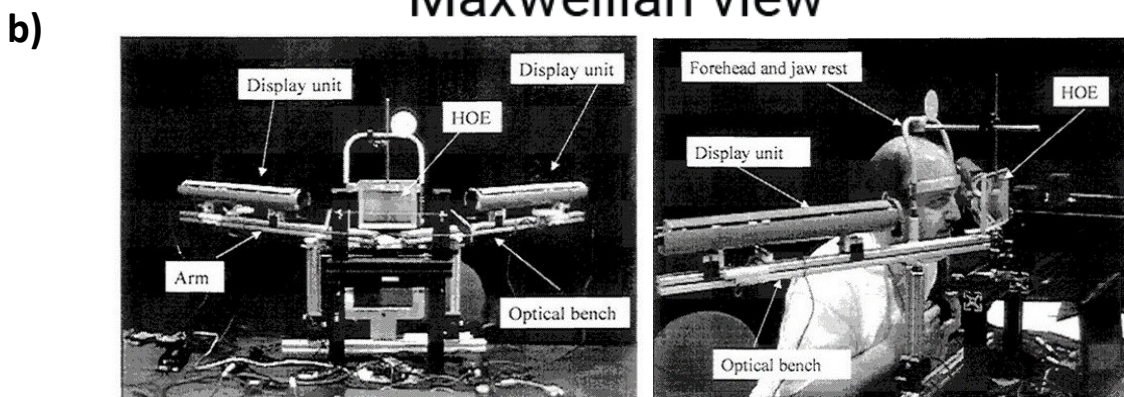 Maxwellian view
b)
Display unit
Display unit
HOE
Arm
Optical bench
Forehead and jaw rest
HOE
Display unit
Optical bench